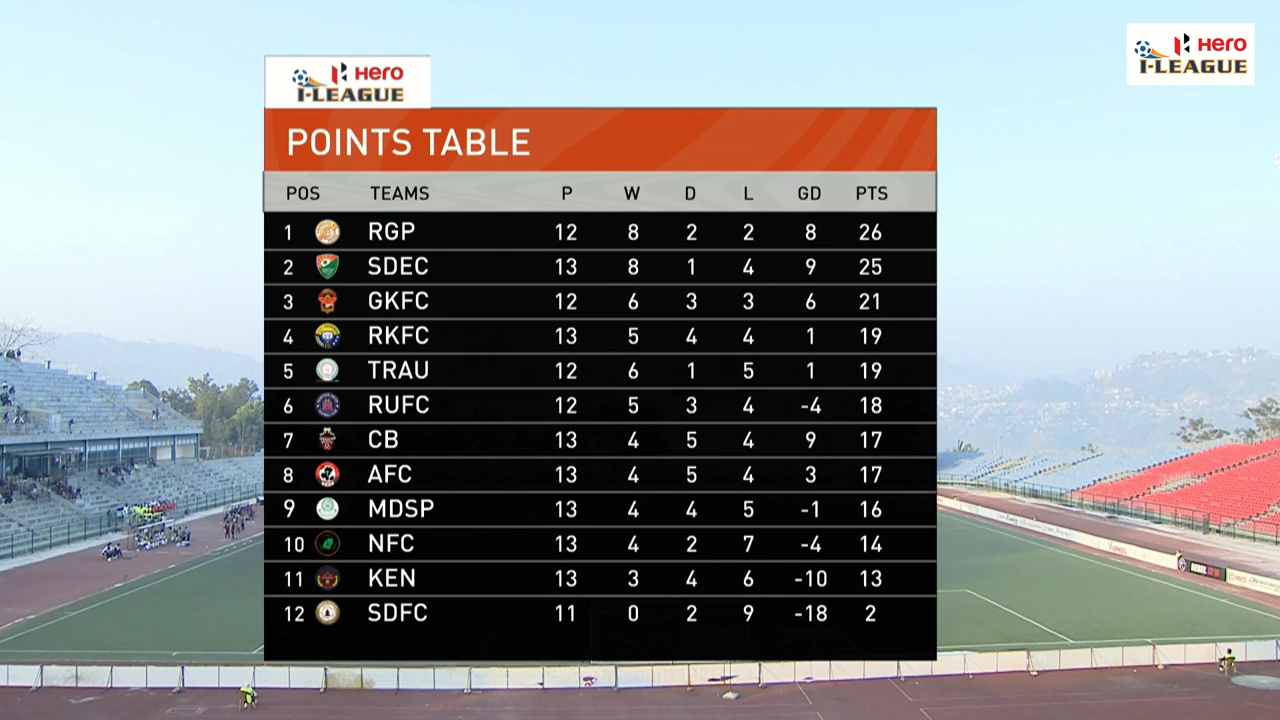 Hero
I-LEAGUE
Hero
I-LEAGUE
POINTS TABLE
POS TEAMS P W D L GD PTS
1 RGP 12 8 2 2 8 26
2 SDEC 13 8 1 4 9 25
3 GKFC 12 6 3 3 6 21
4 RKFC 13 5 4 4 1 19
5 TRAU 12 6 1 5 1 19
6 RUFC 12 5 3 4 -4 18
7 CB 13 4 5 4 9 17
8 AFC 13 4 5 4 3 17
9 MDSP 13 4 4 5 -1 16
10 NFC 13 4 2 7 -4 14
11 KEN 13 3 4 6 -10 13
12 SDFC 11 0 2 9 -18 2